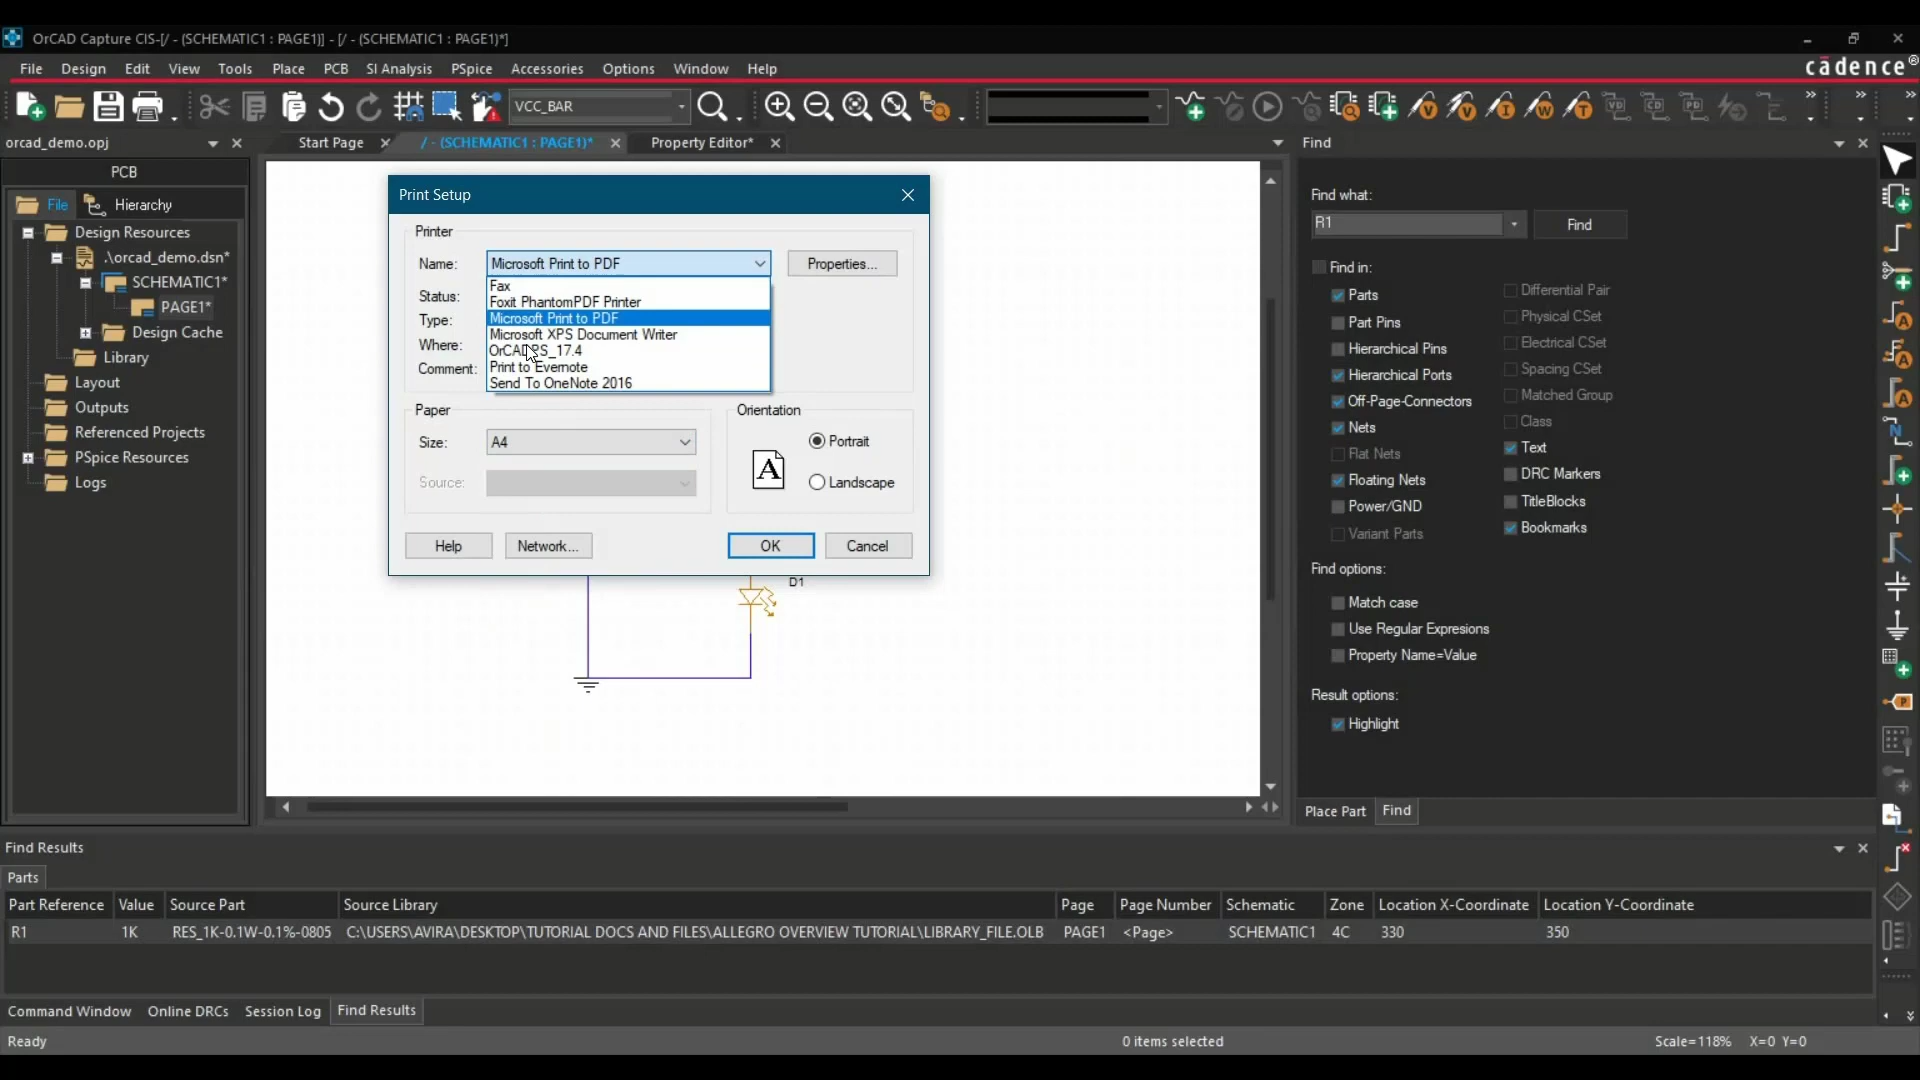 OrCAD Capture CIS-[/ - (SCHEMATIC1 : PAGE1)] - [/ - (SCHEMATIC1 : PAGE1)*]
File Design Edit View Tools Place PCB SI Analysis PSpice Accessories Options Window Help
cādence®
VCC_BAR
orcad_demo.opj
Start Page
/ - (SCHEMATIC1 : PAGE1)*
Property Editor*
PCB
File
Hierarchy
Design Resources
.\orcad_demo.dsn*
SCHEMATIC1*
PAGE1*
Design Cache
Library
Layout
Outputs
Referenced Projects
PSpice Resources
Logs
Print Setup
Printer
Name:
Microsoft Print to PDF
Properties...
Fax
Foxit PhantomPDF Printer
Microsoft Print to PDF
Microsoft XPS Document Writer
OrCAD PS_17.4
Print to Evernote
Send To OneNote 2016
Status:
Type:
Where:
Comment:
Paper
Size:
A4
Source:
Orientation
A
Portrait
Landscape
Help
Network...
OK
Cancel
D1
Find
Find what:
R1
Find
Find in:
Parts
Part Pins
Hierarchical Pins
Hierarchical Ports
Off-Page-Connectors
Nets
Flat Nets
Floating Nets
Power/GND
Variant Parts
Differential Pair
Physical CSet
Electrical CSet
Spacing CSet
Matched Group
Class
Text
DRC Markers
TitleBlocks
Bookmarks
Find options:
Match case
Use Regular Expresions
Property Name=Value
Result options:
Highlight
Place Part
Find
Find Results
Parts
Part Reference Value Source Part Source Library Page Page Number Schematic Zone Location X-Coordinate Location Y-Coordinate
R1 1K RES_1K-0.1W-0.1%-0805 C:\USERS\AVIRA\DESKTOP\TUTORIAL DOCS AND FILES\ALLEGRO OVERVIEW TUTORIAL\LIBRARY_FILE.OLB PAGE1 <Page> SCHEMATIC1 4C 330 350
Command Window Online DRCs Session Log Find Results
Ready
0 items selected
Scale=118% X=0 Y=0